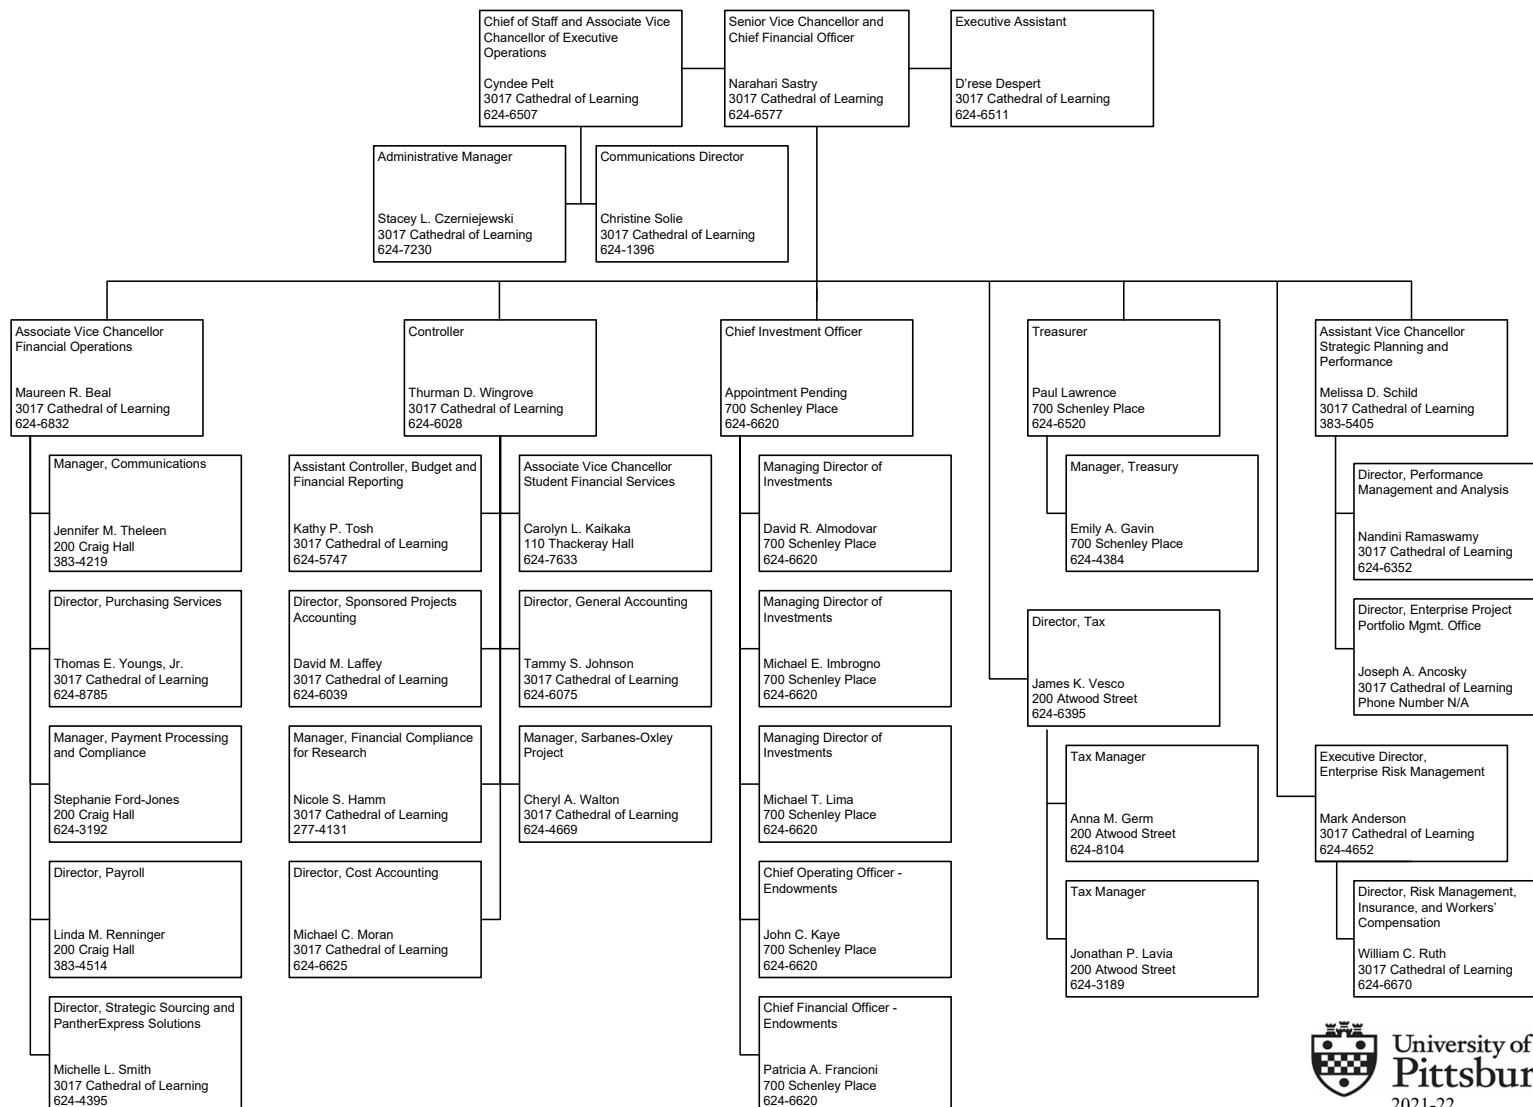 Chief of Staff and Associate Vice
Chancellor of Executive
Operations
Cyndee Pelt
3017 Cathedral of Learning
624-6507
Senior Vice Chancellor and
Chief Financial Officer
Narahari Sastry
3017 Cathedral of Learning
624-6577
Executive Assistant
D'rese Despert
3017 Cathedral of Learning
624-6511
Administrative Manager
Stacey L. Czerniejewski
3017 Cathedral of Learning
624-7230
Communications Director
Christine Solie
3017 Cathedral of Learning
624-1396
Associate Vice Chancellor
Financial Operations
Maureen R. Beal
3017 Cathedral of Learning
624-6832
Controller
Thurman D. Wingrove
3017 Cathedral of Learning
624-6028
Chief Investment Officer
Appointment Pending
700 Schenley Place
624-6620
Treasurer
Paul Lawrence
700 Schenley Place
624-6520
Assistant Vice Chancellor
Strategic Planning and
Performance
Melissa D. Schild
3017 Cathedral of Learning
383-5405
Manager, Communications
Jennifer M. Theleen
200 Craig Hall
383-4219
Director, Purchasing Services
Thomas E. Youngs, Jr.
3017 Cathedral of Learning
624-8785
Manager, Payment Processing
and Compliance
Stephanie Ford-Jones
200 Craig Hall
624-3192
Director, Payroll
Linda M. Renninger
200 Craig Hall
383-4514
Director, Strategic Sourcing and
PantherExpress Solutions
Michelle L. Smith
3017 Cathedral of Learning
624-4395
Assistant Controller, Budget and
Financial Reporting
Kathy P. Tosh
3017 Cathedral of Learning
624-5747
Associate Vice Chancellor
Student Financial Services
Carolyn L. Kaikaka
110 Thackeray Hall
624-7633
Director, Sponsored Projects
Accounting
David M. Laffey
3017 Cathedral of Learning
624-6039
Director, General Accounting
Tammy S. Johnson
3017 Cathedral of Learning
624-6075
Manager, Financial Compliance
for Research
Nicole S. Hamm
3017 Cathedral of Learning
277-4131
Manager, Sarbanes-Oxley
Project
Cheryl A. Walton
3017 Cathedral of Learning
624-4669
Director, Cost Accounting
Michael C. Moran
3017 Cathedral of Learning
624-6625
Managing Director of
Investments
David R. Almodovar
700 Schenley Place
624-6620
Managing Director of
Investments
Michael E. Imbrogno
700 Schenley Place
624-6620
Managing Director of
Investments
Michael T. Lima
700 Schenley Place
624-6620
Chief Operating Officer -
Endowments
John C. Kaye
700 Schenley Place
624-6620
Chief Financial Officer -
Endowments
Patricia A. Francioni
700 Schenley Place
624-6620
Manager, Treasury
Emily A. Gavin
700 Schenley Place
624-4384
Director, Tax
James K. Vesco
200 Atwood Street
624-6395
Tax Manager
Anna M. Germ
200 Atwood Street
624-8104
Tax Manager
Jonathan P. Lavia
200 Atwood Street
624-3189
Director, Performance
Management and Analysis
Nandini Ramaswamy
3017 Cathedral of Learning
624-6352
Director, Enterprise Project
Portfolio Mgmt. Office
Joseph A. Ancosky
3017 Cathedral of Learning
Phone Number N/A
Executive Director,
Enterprise Risk Management
Mark Anderson
3017 Cathedral of Learning
624-4652
Director, Risk Management,
Insurance, and Workers'
Compensation
William C. Ruth
3017 Cathedral of Learning
624-6670
University of
Pittsbur
2021-22